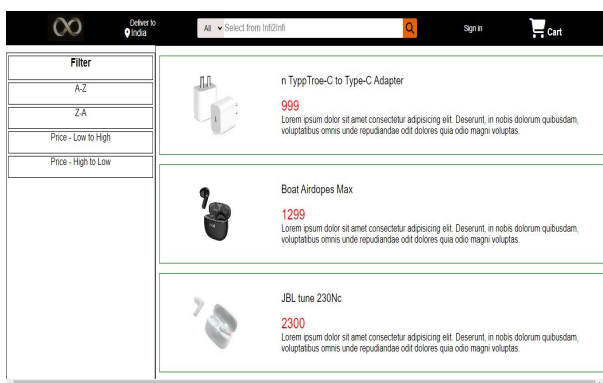 Deliver to
India
All
Select from Infi2Infi
Sign in
Cart
Filter
A-Z
Z-A
Price - Low to High
Price - High to Low
n TyppTroe-C to Type-C Adapter
999
Lorem ipsum dolor sit amet consectetur adipisicing elit. Deserunt, in nobis dolorum quibusdam,
voluptatibus omnis unde repudiandae odit dolores quia odio magni voluptas.
Boat Airdopes Max
1299
Lorem ipsum dolor sit amet consectetur adipisicing elit. Deserunt, in nobis dolorum quibusdam,
voluptatibus omnis unde repudiandae odit dolores quia odio magni voluptas.
JBL tune 230Nc
2300
Lorem ipsum dolor sit amet consectetur adipisicing elit. Deserunt, in nobis dolorum quibusdam,
voluptatibus omnis unde repudiandae odit dolores quia odio magni voluptas.